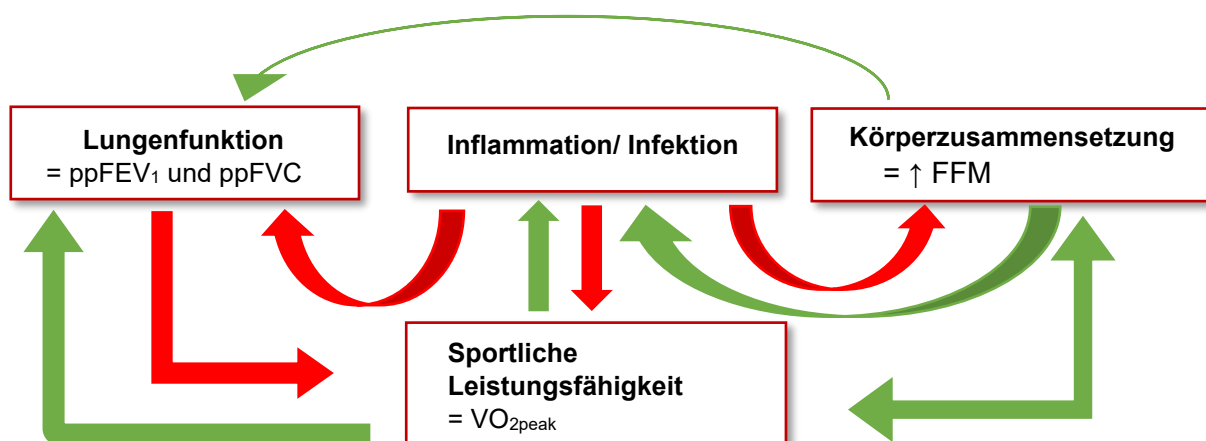 Lungenfunktion
= ppFEV₁ und ppFVC
Inflammation/ Infektion
Körperzusammensetzung
= ↑ FFM
Sportliche
Leistungsfähigkeit
= VO₂peak